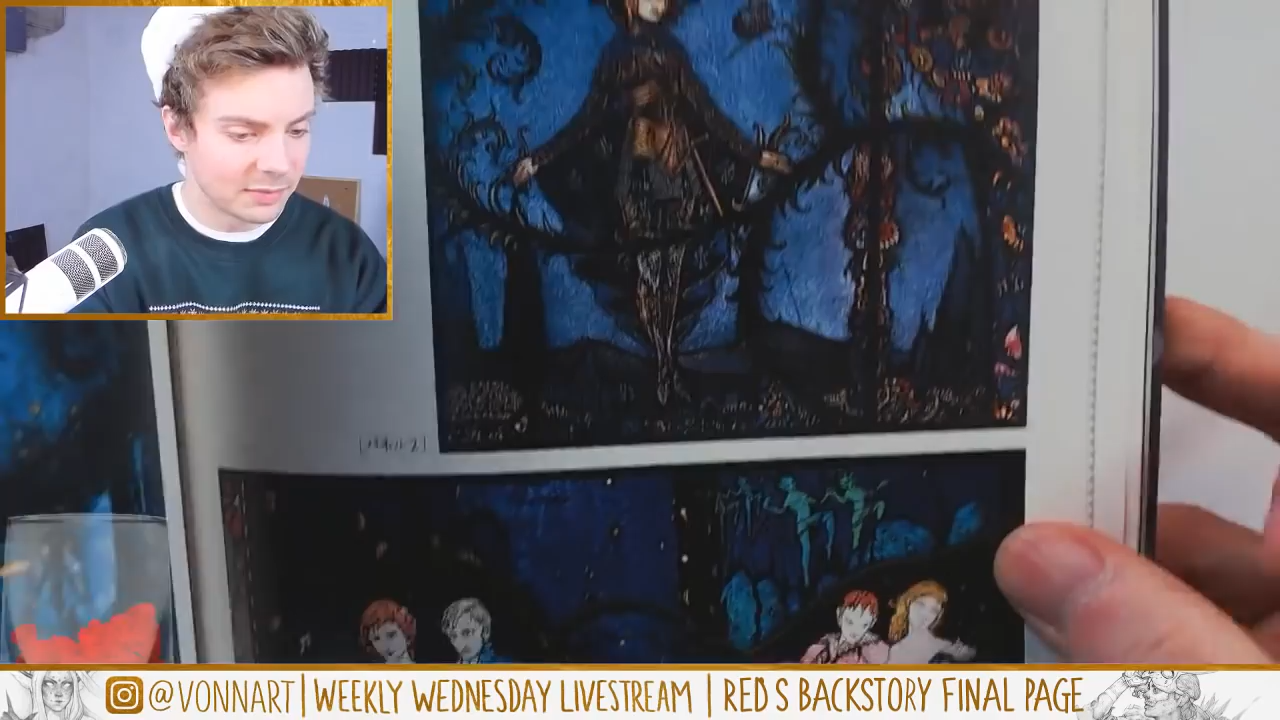 @VONNART | WEEKLY WEDNESDAY LIVESTREAM | RED S BACKSTORY FINAL PAGE